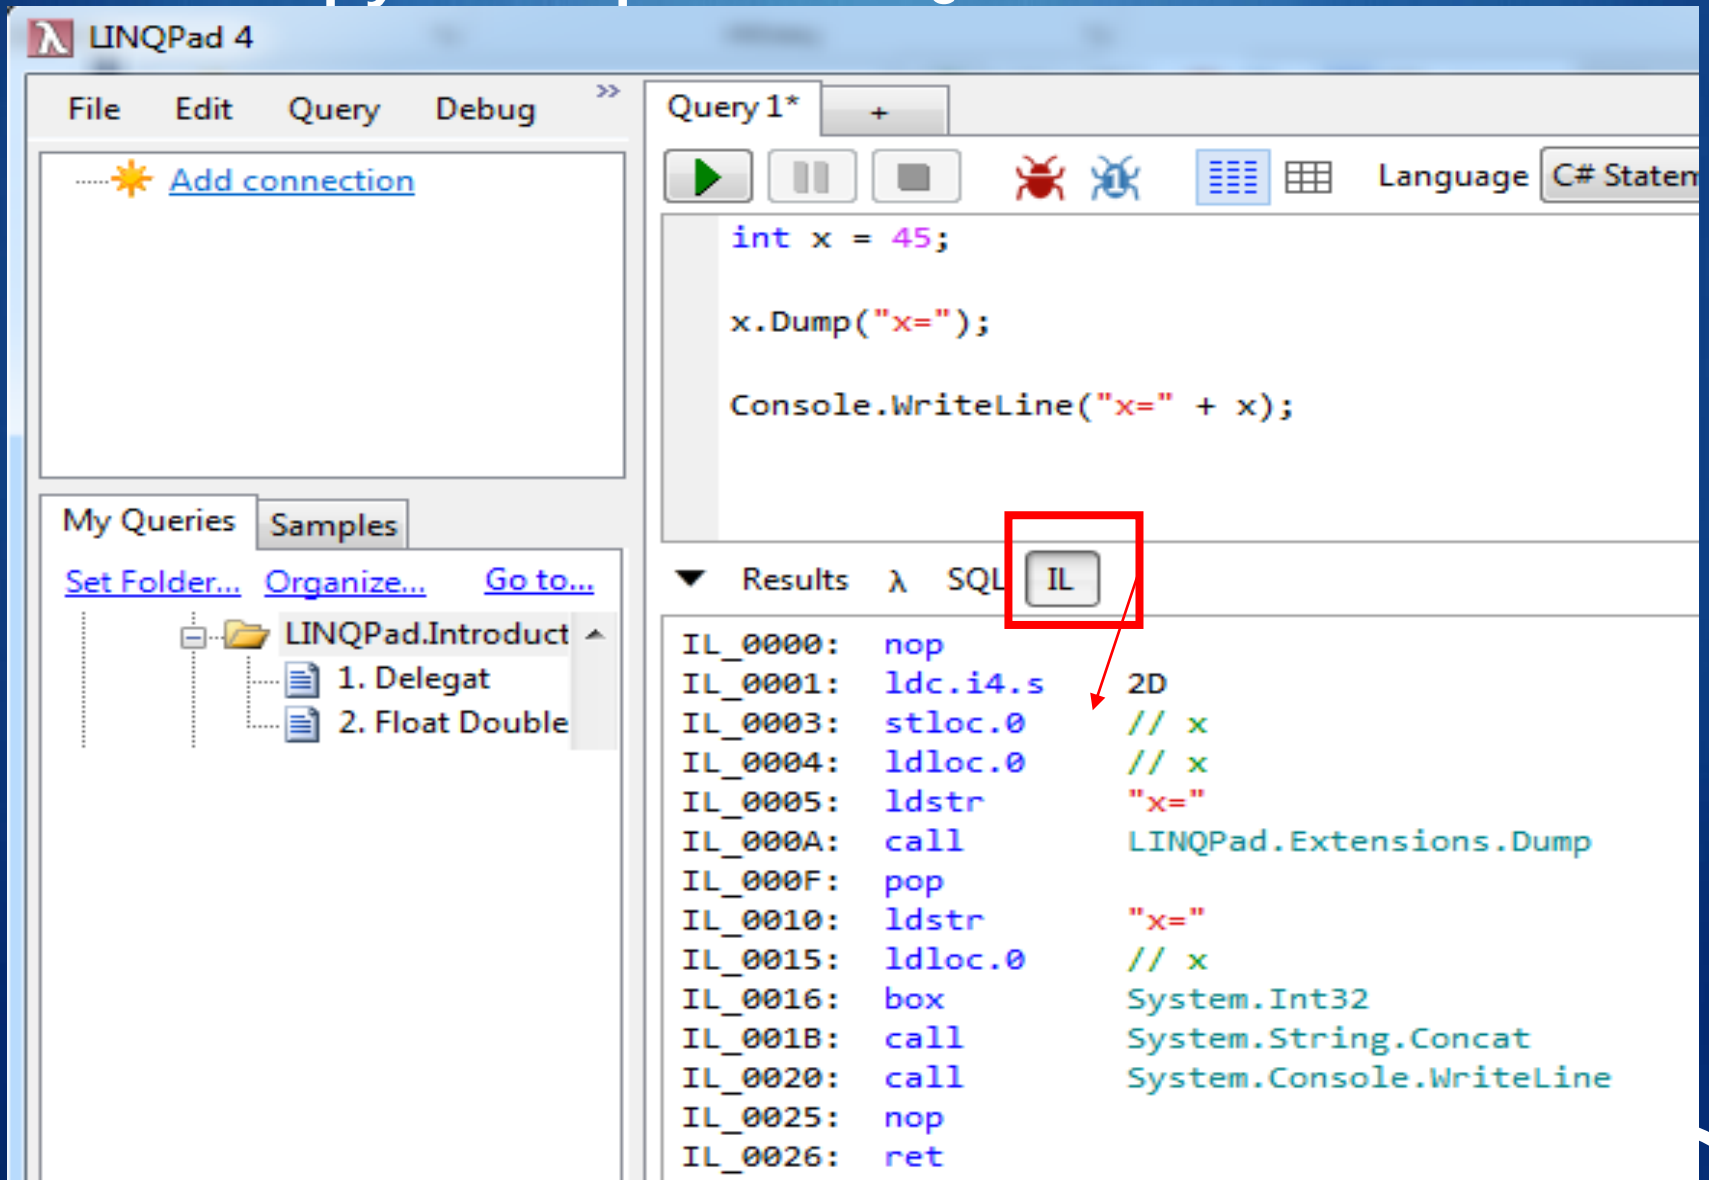 LINQPad 4
File Edit Query Debug »
Add connection
My Queries Samples
Set Folder... Organize... Go to...
LINQPad.Introduct
1. Delegat
2. Float Double
Query 1* +
Language C# Statem
int x = 45;
x.Dump("x=");
Console.WriteLine("x=" + x);
Results λ SQL IL
IL_0000: nop
IL_0001: ldc.i4.s 2D
IL_0003: stloc.0 // x
IL_0004: ldloc.0 // x
IL_0005: ldstr "x="
IL_000A: call LINQPad.Extensions.Dump
IL_000F: pop
IL_0010: ldstr "x="
IL_0015: ldloc.0 // x
IL_0016: box System.Int32
IL_001B: call System.String.Concat
IL_0020: call System.Console.WriteLine
IL_0025: nop
IL_0026: ret